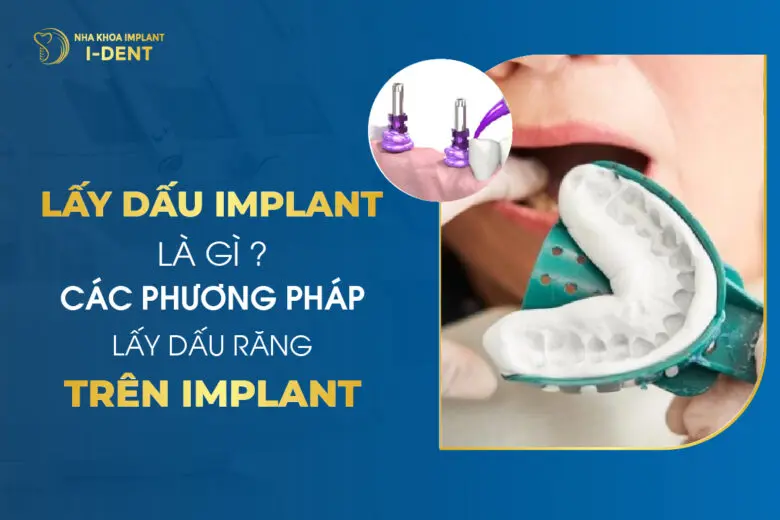 NHA KHOA IMPLANT
I-DENT
LẤY DẤU IMPLANT
LÀ GÌ ?
CÁC PHƯƠNG PHÁP
LẤY DẤU RĂNG
TRÊN IMPLANT